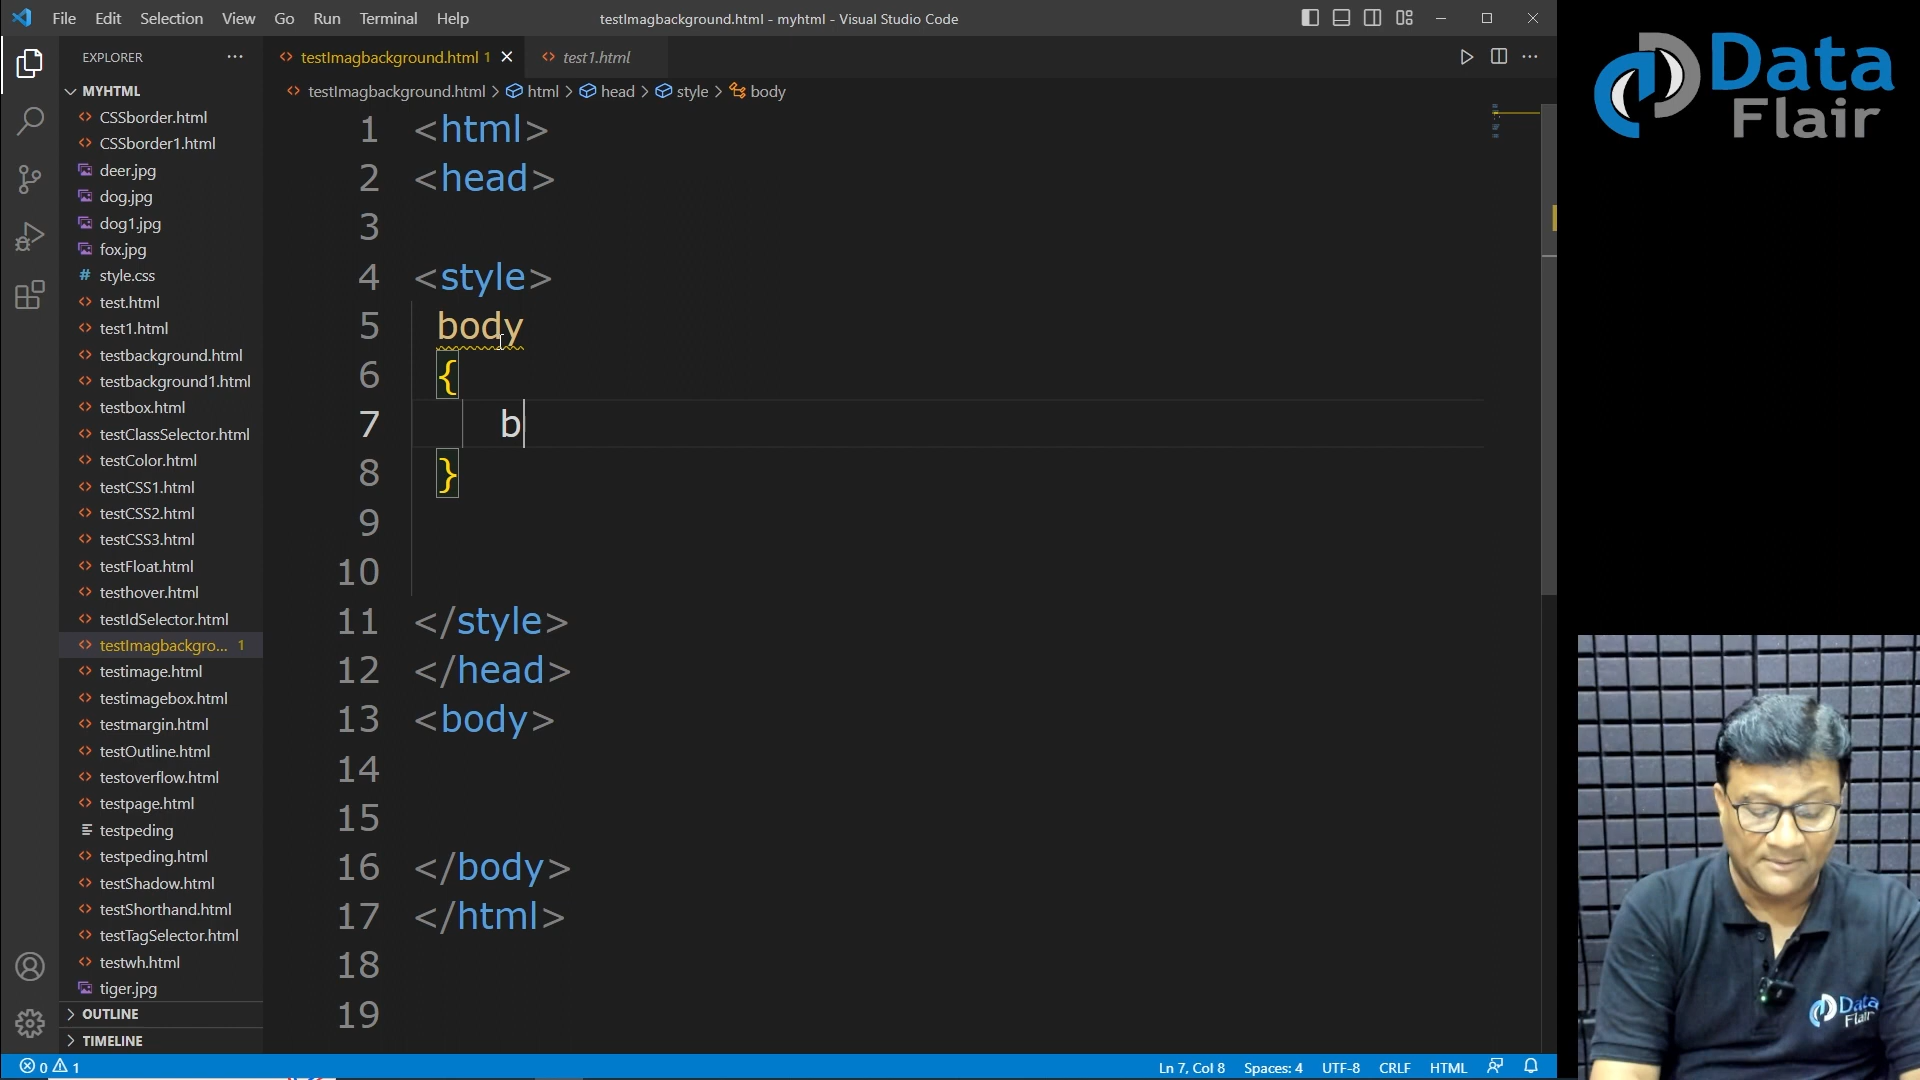 File Edit Selection View Go Run Terminal Help
testImagbackground.html - myhtml - Visual Studio Code
Data
Flair
EXPLORER
MYHTML
CSSborder.html
CSSborder1.html
deer.jpg
dog.jpg
dog1.jpg
fox.jpg
# style.css
test.html
test1.html
testbackground.html
testbackground1.html
testbox.html
testClassSelector.html
testColor.html
testCSS1.html
testCSS2.html
testCSS3.html
testFloat.html
testhover.html
testIdSelector.html
testImagbackgro... 1
testimage.html
testimagebox.html
testmargin.html
testOutline.html
testoverflow.html
testpage.html
testpeding
testpeding.html
testShadow.html
testShorthand.html
testTagSelector.html
testwh.html
tiger.jpg
OUTLINE
TIMELINE
testImagbackground.html 1
test1.html
testImagbackground.html > html > head > style > body
1 <html>
2 <head>
3
4 <style>
5 body
6 {
7 b
8 }
9
10
11 </style>
12 </head>
13 <body>
14
15
16 </body>
17 </html>
18
19
0 1
Ln 7, Col 8 Spaces: 4 UTF-8 CRLF HTML
Data
Flair